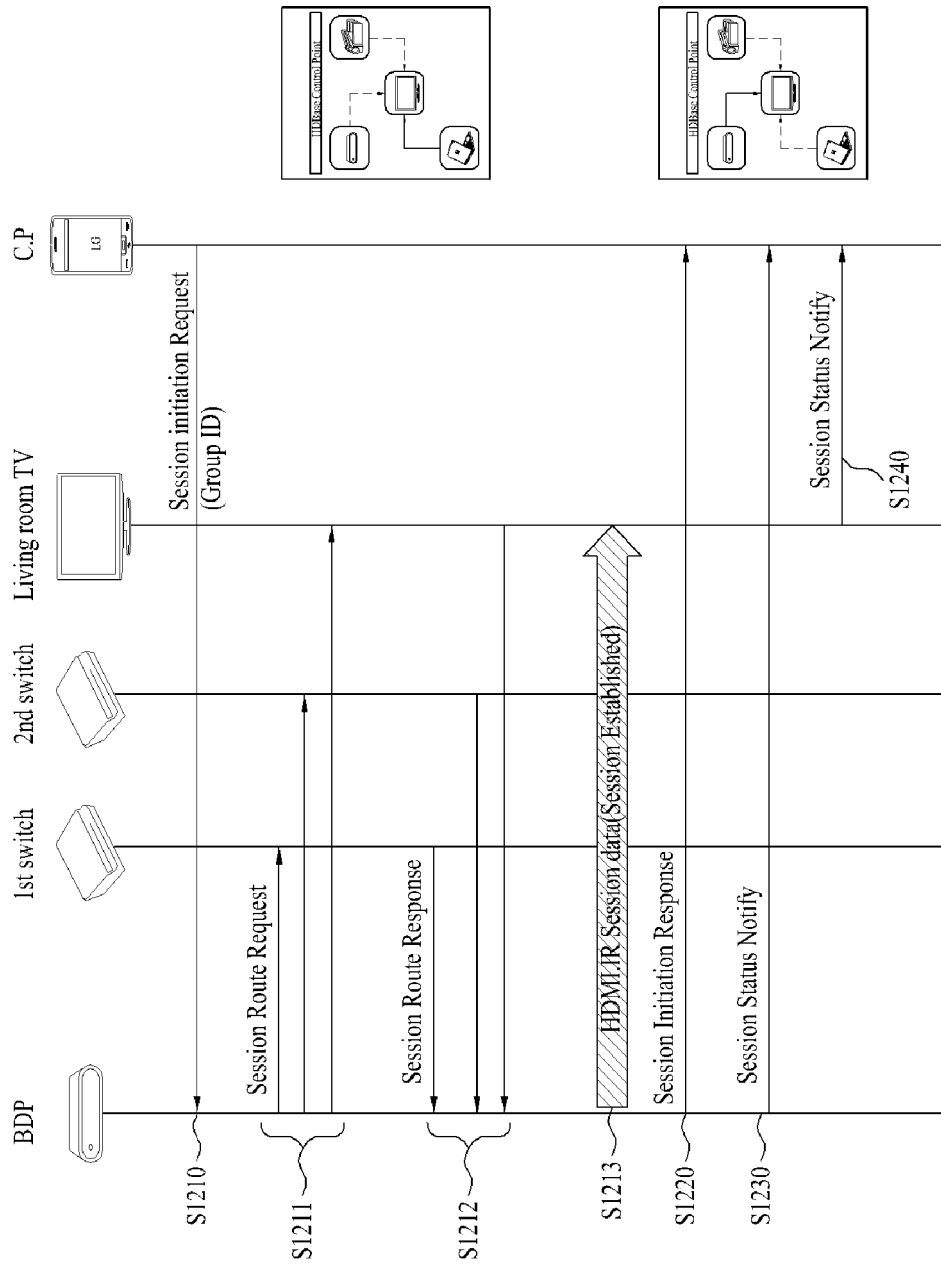 BDP
1st switch
2nd switch
Living room TV
C.P
LG
S1210
Session initiation Request
(Group ID)
S1211
Session Route Request
S1212
Session Route Response
S1213
HDMI.IR Session data(Session Established)
S1220
Session Initiation Response
S1230
Session Status Notify
Session Status Notify
S1240
HDBase Control Point
HDBase Control Point